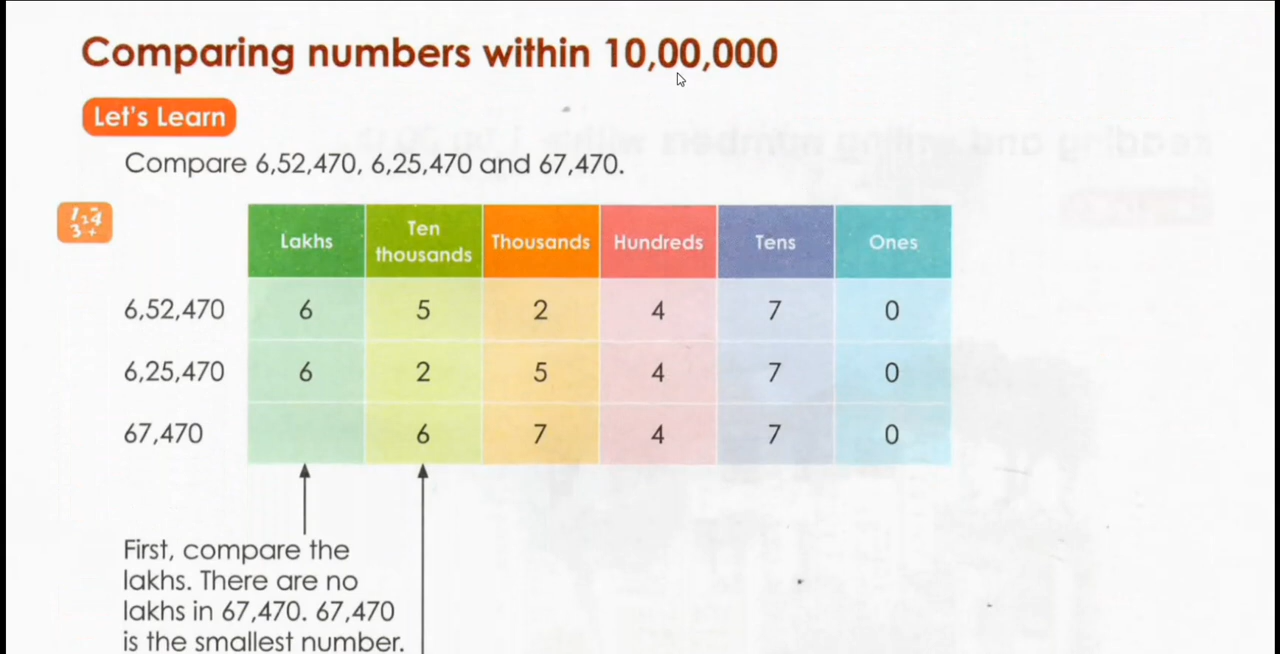 Comparing numbers within 10,00,000
Let's Learn
Compare 6,52,470, 6,25,470 and 67,470.
Lakhs Ten thousands Thousands Hundreds Tens Ones
6,52,470 6 5 2 4 7 0
6,25,470 6 2 5 4 7 0
67,470 6 7 4 7 0
First, compare the
lakhs. There are no
lakhs in 67,470. 67,470
is the smallest number.